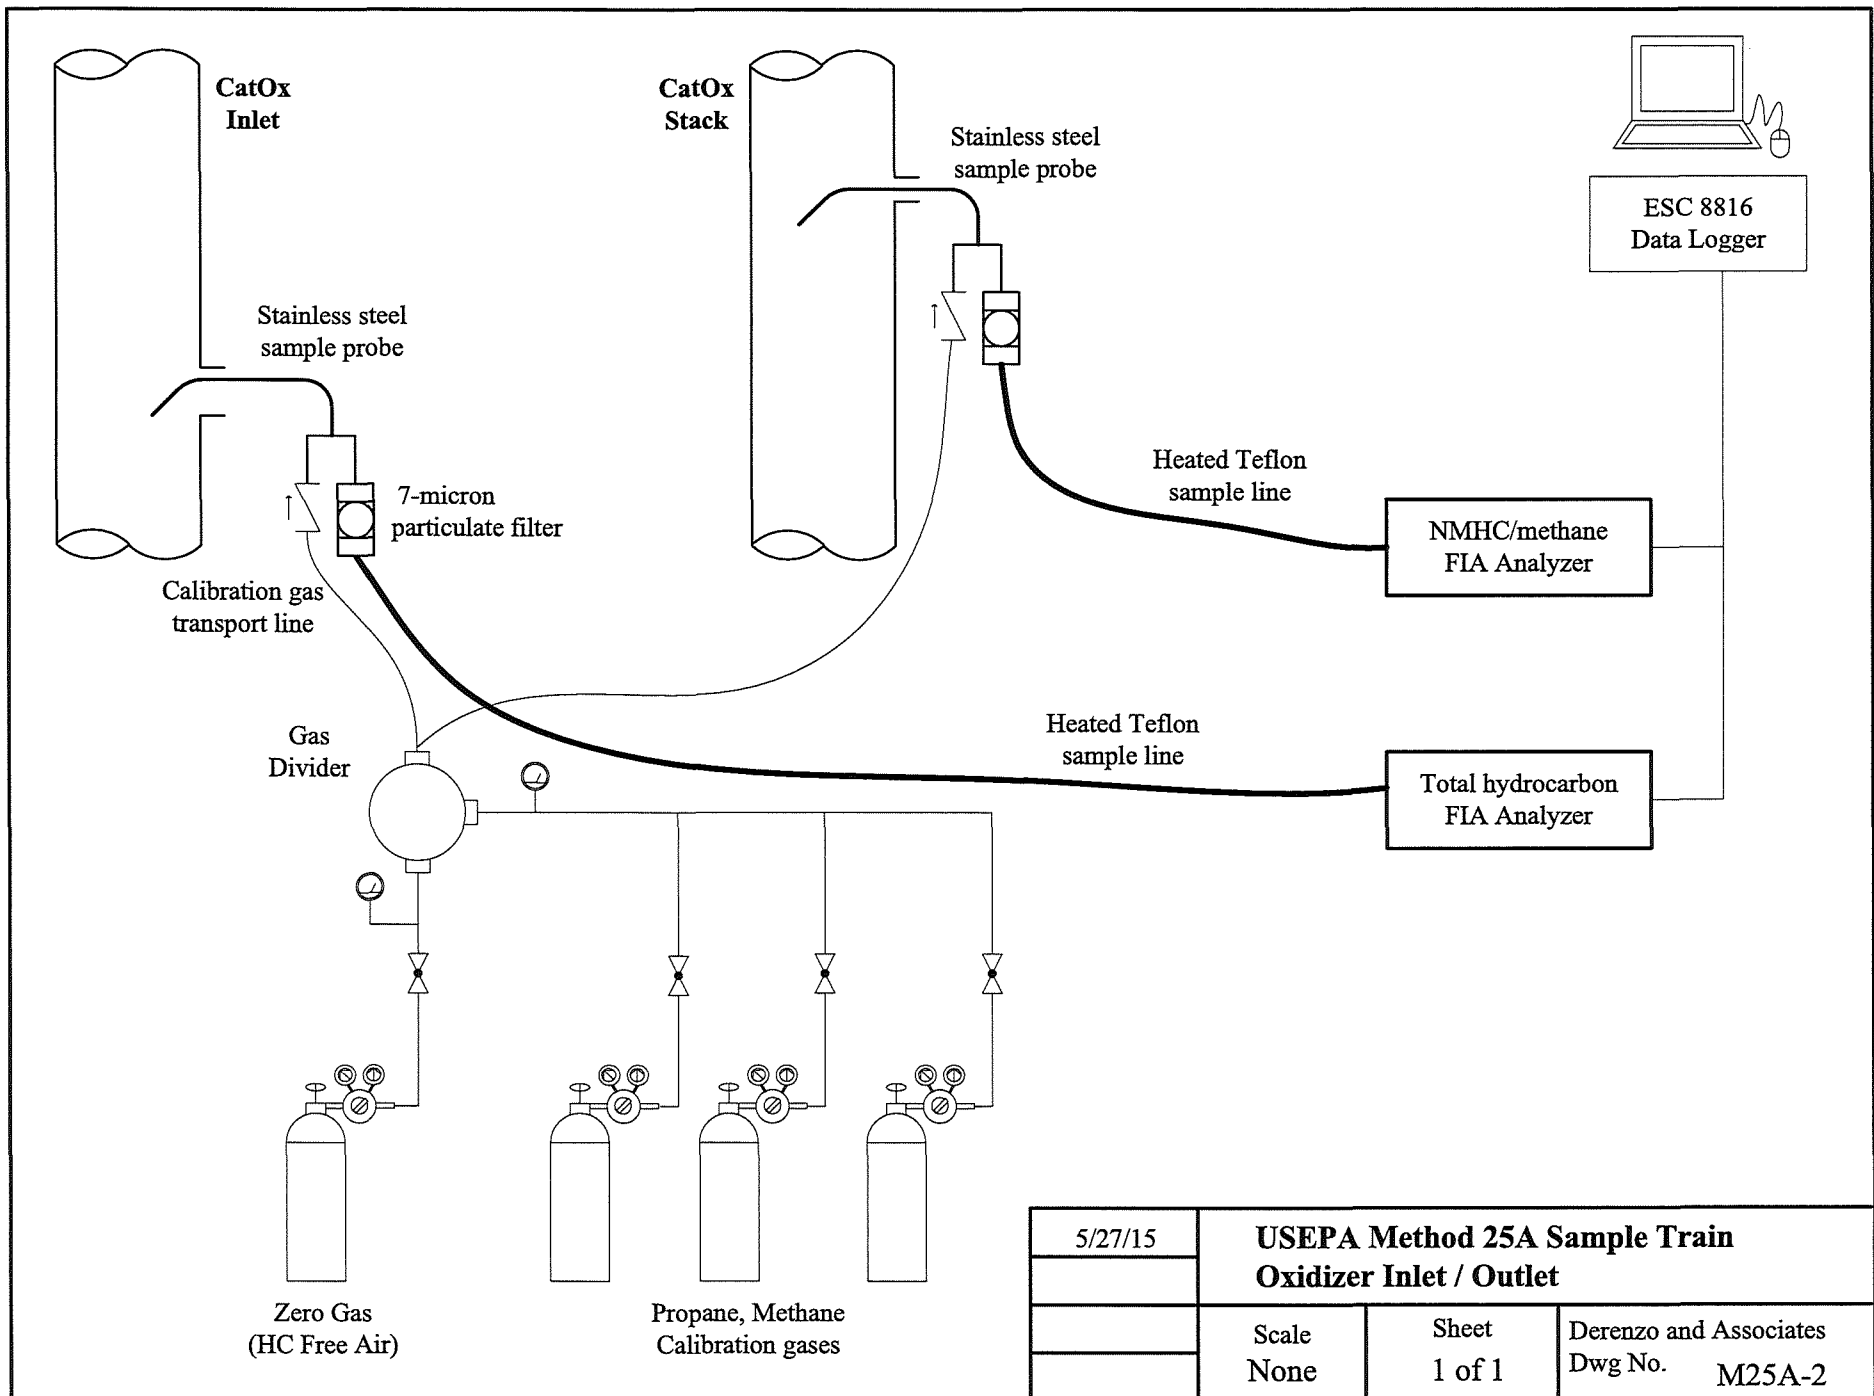 CatOx
Inlet
CatOx
Stack
Stainless steel
sample probe
ESC 8816
Data Logger
Stainless steel
sample probe
7-micron
particulate filter
Heated Teflon
sample line
NMHC/methane
FIA Analyzer
Calibration gas
transport line
Gas
Divider
Heated Teflon
sample line
Total hydrocarbon
FIA Analyzer
Zero Gas
(HC Free Air)
Propane, Methane
Calibration gases
5/27/15
USEPA Method 25A Sample Train
Oxidizer Inlet / Outlet
Scale
None
Sheet
1 of 1
Derenzo and Associates
Dwg No. M25A-2